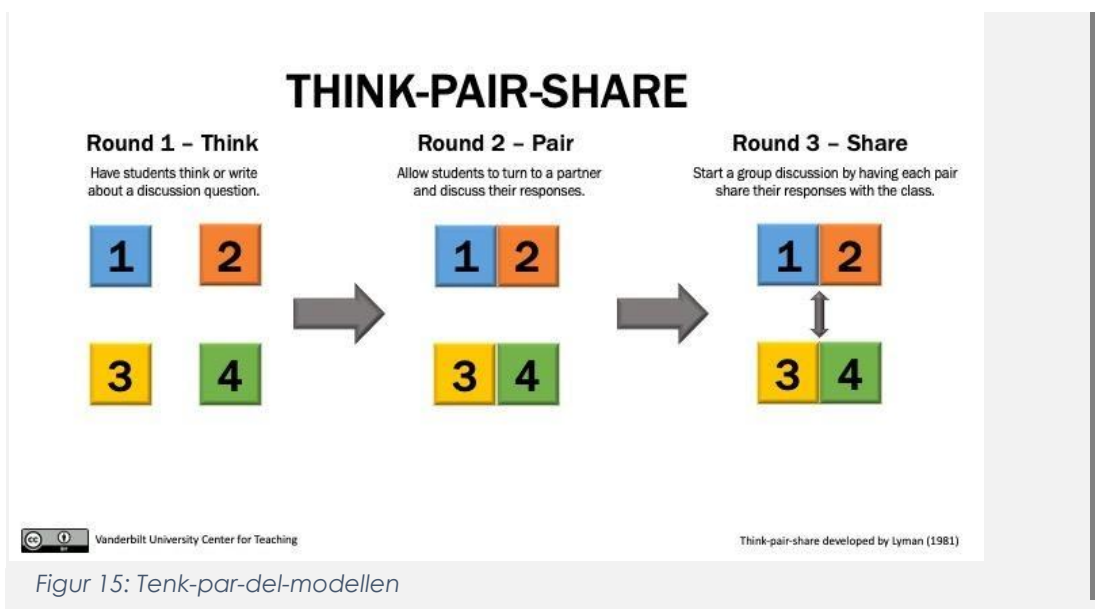 THINK-PAIR-SHARE
Round 1 – Think
Have students think or write
about a discussion question.
1 2
3 4
Round 2 – Pair
Allow students to turn to a partner
and discuss their responses.
1 2
3 4
Round 3 – Share
Start a group discussion by having each pair
share their responses with the class.
1 2
3 4
cc BY
Vanderbilt University Center for Teaching
Think-pair-share developed by Lyman (1981)
Figur 15: Tenk-par-del-modellen